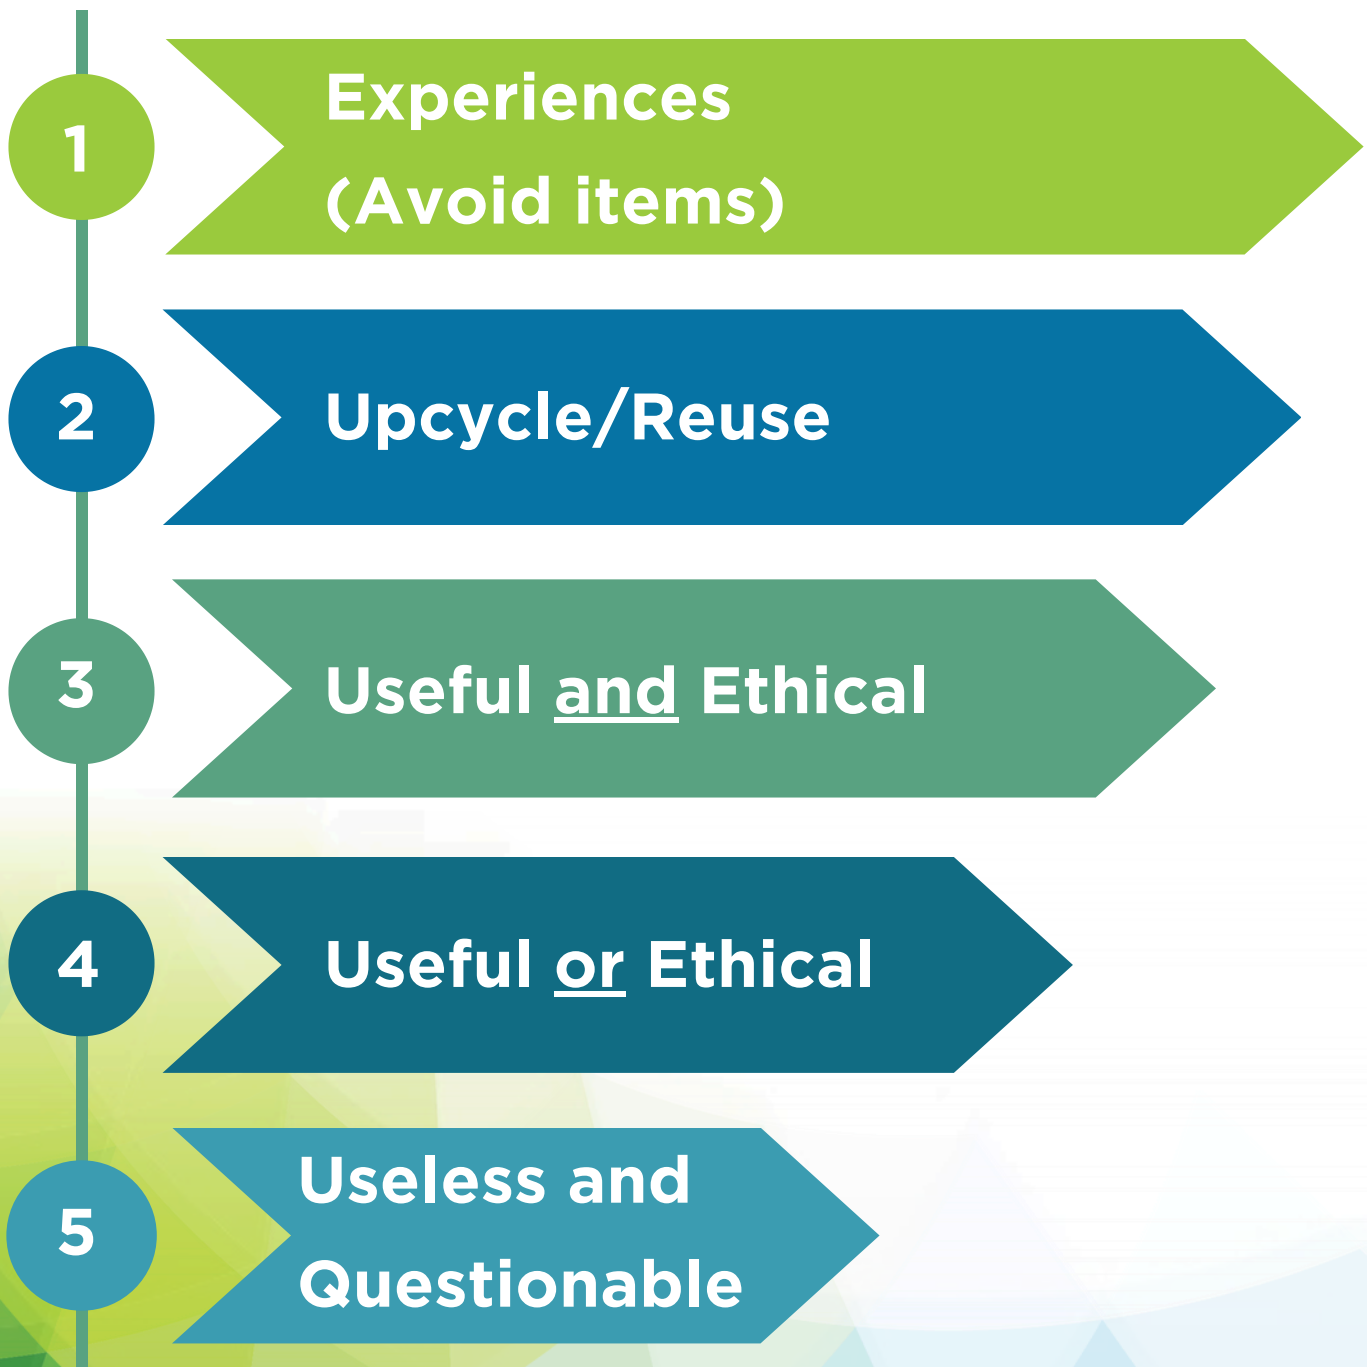 1
Experiences
(Avoid items)
2
Upcycle/Reuse
3
Useful and Ethical
4
Useful or Ethical
5
Useless and
Questionable